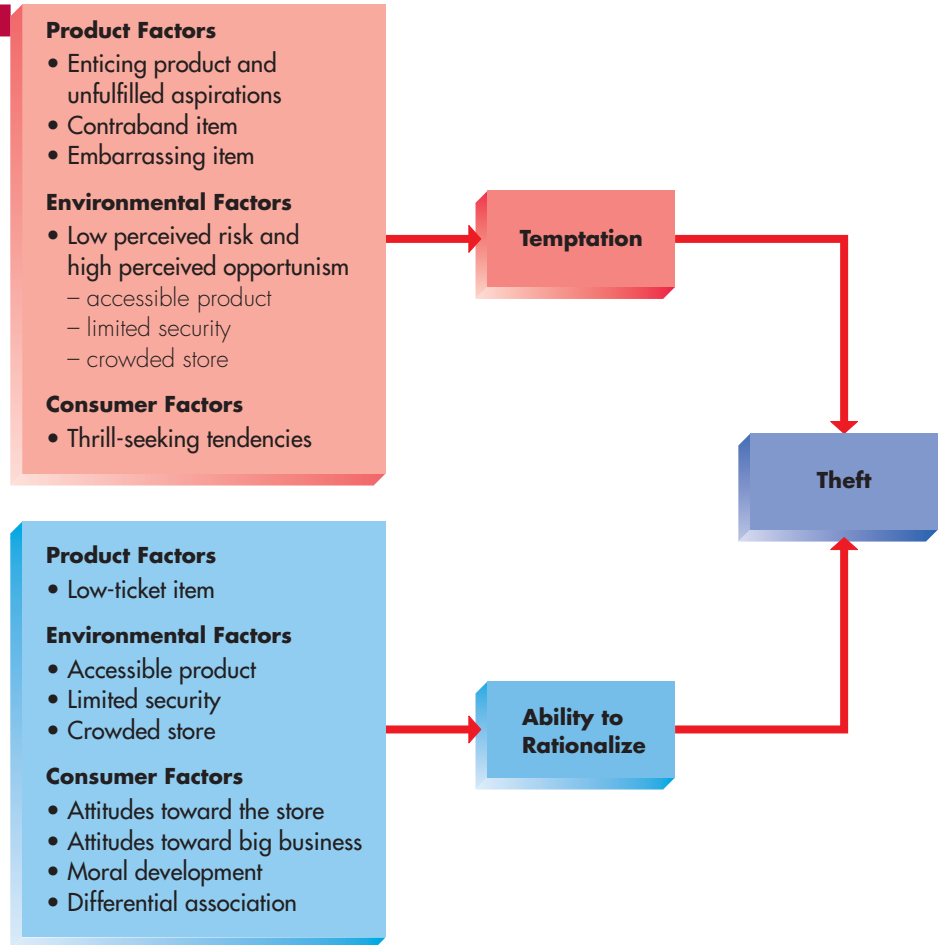 Product Factors
• Enticing product and
unfulfilled aspirations
• Contraband item
• Embarrassing item
Environmental Factors
• Low perceived risk and
high perceived opportunism
– accessible product
– limited security
– crowded store
Consumer Factors
• Thrill-seeking tendencies
Temptation
Theft
Product Factors
• Low-ticket item
Environmental Factors
• Accessible product
• Limited security
• Crowded store
Consumer Factors
• Attitudes toward the store
• Attitudes toward big business
• Moral development
• Differential association
Ability to
Rationalize